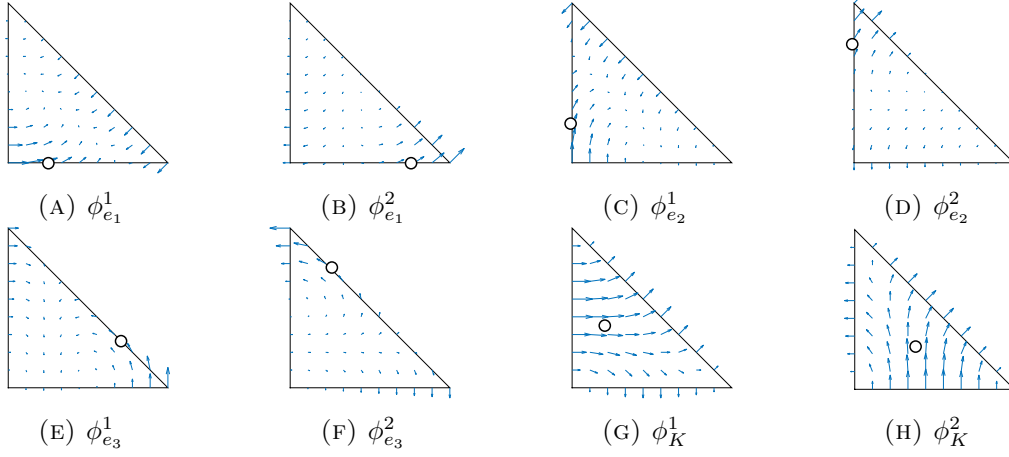 (A) $\phi_{e_1}^1$ (B) $\phi_{e_1}^2$ (C) $\phi_{e_2}^1$ (D) $\phi_{e_2}^2$
(E) $\phi_{e_3}^1$ (F) $\phi_{e_3}^2$ (G) $\phi_K^1$ (H) $\phi_K^2$